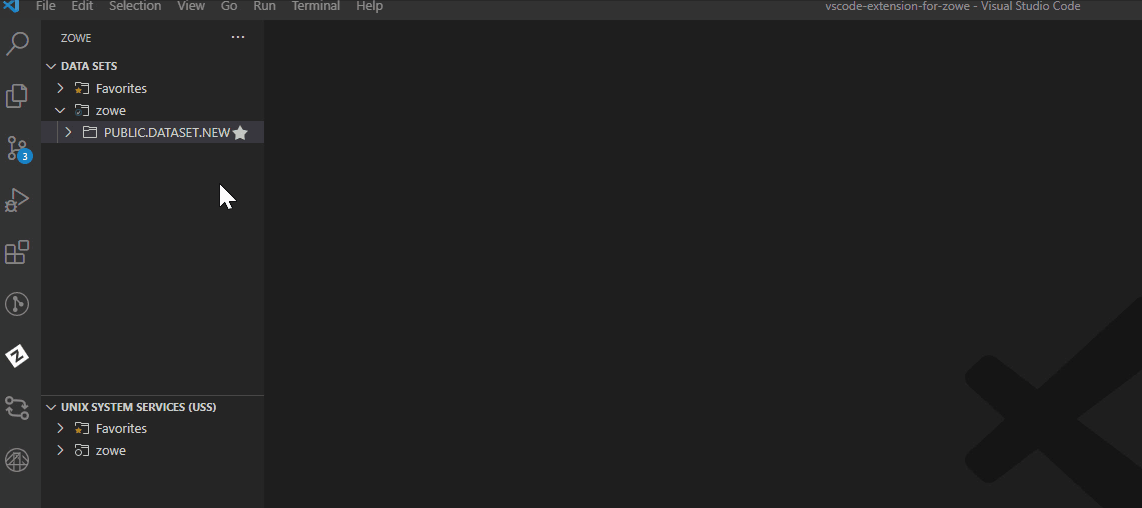 File Edit Selection View Go Run Terminal Help vscode-extension-for-zowe - Visual Studio Code
ZOWE ···
DATA SETS
Favorites
zowe
PUBLIC.DATASET.NEW
3
Z
UNIX SYSTEM SERVICES (USS)
Favorites
zowe